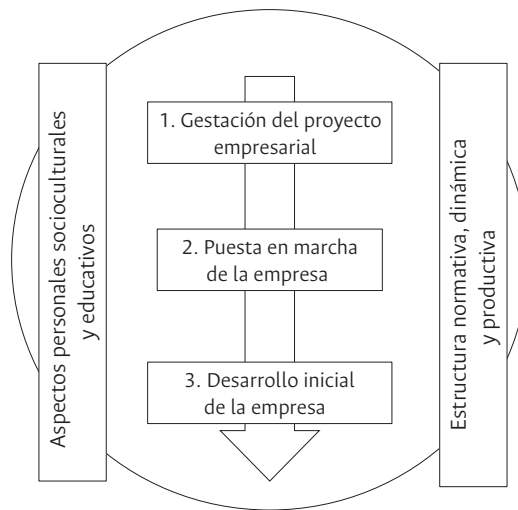 Aspectos personales socioculturales
y educativos
1. Gestación del proyecto
empresarial
2. Puesta en marcha
de la empresa
3. Desarrollo inicial
de la empresa
Estructura normativa, dinámica
y productiva